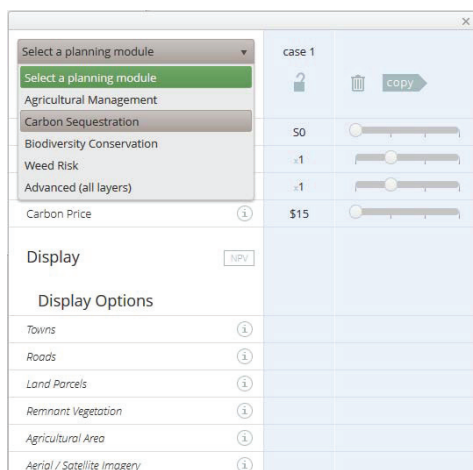 ×
Select a planning module ▼ case 1
Select a planning module
copy
Agricultural Management
Carbon Sequestration
S0
Biodiversity Conservation
x1
Weed Risk
Advanced (all layers)
x1
Carbon Price i $15
Display NPV
Display Options
Towns i
Roads i
Land Parcels i
Remnant Vegetation i
Agricultural Area i
Aerial / Satellite Imagery i